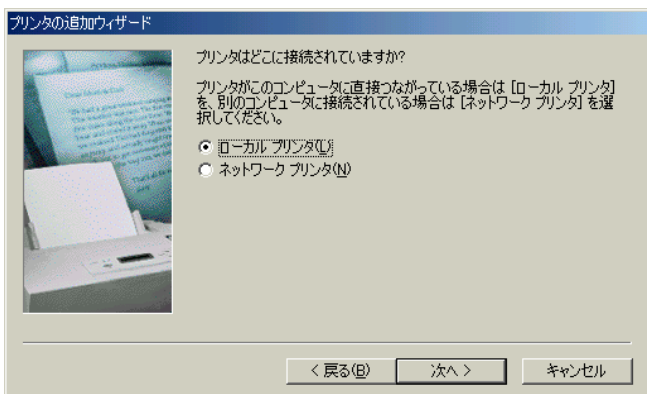 プリンタの追加ウィザード
プリンタはどこに接続されていますか?
プリンタがこのコンピュータに直接つながっている場合は [ローカル プリンタ]
を、別のコンピュータに接続されている場合は [ネットワーク プリンタ] を選
択してください。
ローカル プリンタ(L)
ネットワーク プリンタ(N)
< 戻る(B)
次へ >
キャンセル